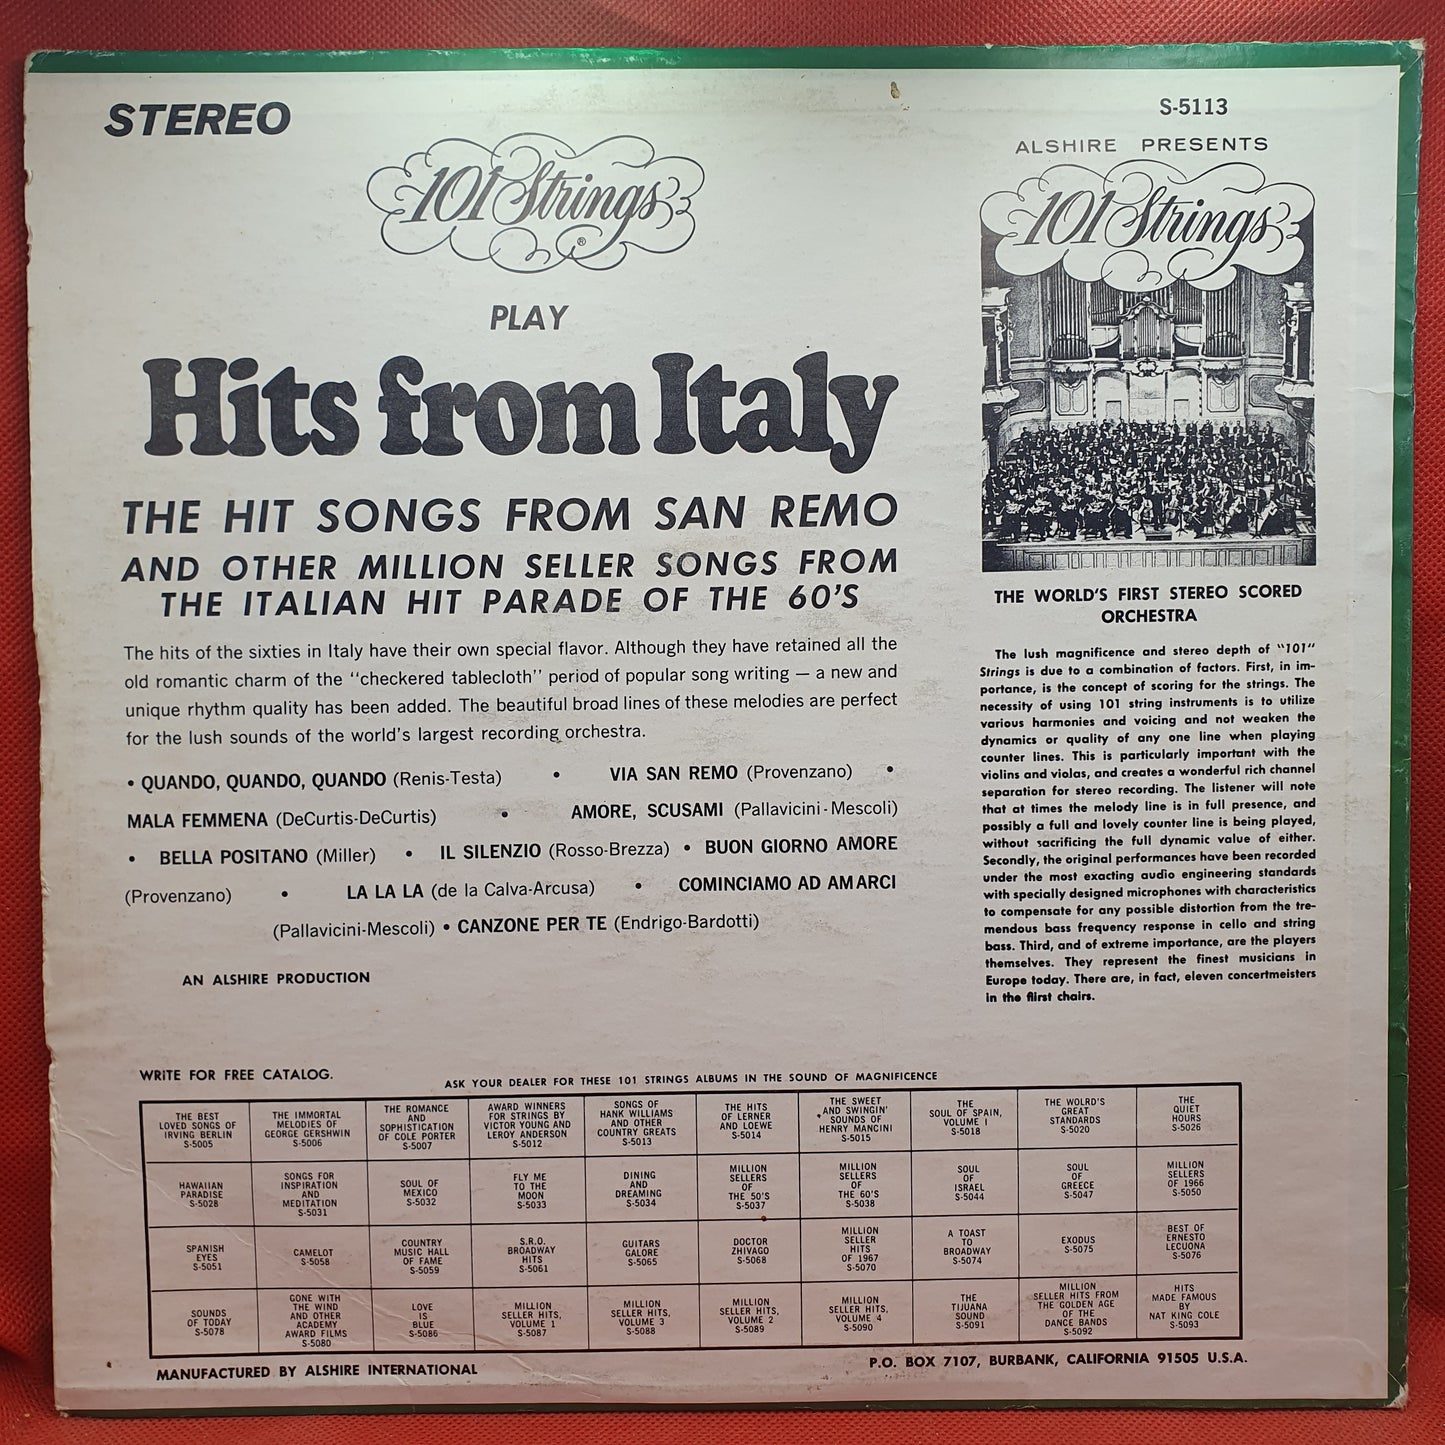 STEREO
101 Strings®
PLAY
Hits from Italy
THE HIT SONGS FROM SAN REMO
AND OTHER MILLION SELLER SONGS FROM
THE ITALIAN HIT PARADE OF THE 60'S
The hits of the sixties in Italy have their own special flavor. Although they have retained all the
old romantic charm of the "checkered tablecloth" period of popular song writing — a new and
unique rhythm quality has been added. The beautiful broad lines of these melodies are perfect
for the lush sounds of the world's largest recording orchestra.
• QUANDO, QUANDO, QUANDO (Renis-Testa) • VIA SAN REMO (Provenzano) •
MALA FEMMENA (DeCurtis-DeCurtis) • AMORE, SCUSAMI (Pallavicini-Mescoli)
• BELLA POSITANO (Miller) • IL SILENZIO (Rosso-Brezza) • BUON GIORNO AMORE
(Provenzano) • LA LA LA (de la Calva-Arcusa) • COMINCIAMO AD AMARCI
(Pallavicini-Mescoli) • CANZONE PER TE (Endrigo-Bardotti)
AN ALSHIRE PRODUCTION
S-5113
ALSHIRE PRESENTS
101 Strings
THE WORLD'S FIRST STEREO SCORED
ORCHESTRA
The lush magnificence and stereo depth of "101"
Strings is due to a combination of factors. First, in im-
portance, is the concept of scoring for the strings. The
necessity of using 101 string instruments is to utilize
various harmonies and voicing and not weaken the
dynamics or quality of any one line when playing
counter lines. This is particularly important with the
violins and violas, and creates a wonderful rich channel
separation for stereo recording. The listener will note
that at times the melody line is in full presence, and
possibly a full and lovely counter line is being played,
without sacrificing the full dynamic value of either.
Secondly, the original performances have been recorded
under the most exacting audio engineering standards
with specially designed microphones with characteristics
to compensate for any possible distortion from the tre-
mendous bass frequency response in cello and string
bass. Third, and of extreme importance, are the players
themselves. They represent the finest musicians in
Europe today. There are, in fact, eleven concertmeisters
in the first chairs.
WRITE FOR FREE CATALOG.
ASK YOUR DEALER FOR THESE 101 STRINGS ALBUMS IN THE SOUND OF MAGNIFICENCE
THE BEST
LOVED SONGS OF
IRVING BERLIN
S-5005
THE IMMORTAL
MELODIES OF
GEORGE GERSHWIN
S-5006
THE ROMANCE
AND
SOPHISTICATION
OF COLE PORTER
S-5007
AWARD WINNERS
FOR STRINGS BY
VICTOR YOUNG AND
LEROY ANDERSON
S-5012
SONGS OF
HANK WILLIAMS
AND OTHER
COUNTRY GREATS
S-5013
THE HITS
OF LERNER
AND LOEWE
S-5014
THE SWEET
AND SWINGIN'
SOUNDS OF
HENRY MANCINI
S-5015
THE
SOUL OF SPAIN,
VOLUME I
S-5018
THE WOLRD'S
GREAT
STANDARDS
S-5020
THE
QUIET
HOURS
S-5026
HAWAIIAN
PARADISE
S-5028
SONGS FOR
INSPIRATION
AND
MEDITATION
S-5031
SOUL OF
MEXICO
S-5032
FLY ME
TO THE
MOON
S-5033
DINING
AND
DREAMING
S-5034
MILLION
SELLERS
OF
THE 50'S
S-5037
MILLION
SELLERS
OF
THE 60'S
S-5038
SOUL
OF
ISRAEL
S-5044
SOUL
OF
GREECE
S-5047
MILLION
SELLERS
OF 1966
S-5050
SPANISH
EYES
S-5051
CAMELOT
S-5058
COUNTRY
MUSIC HALL
OF FAME
S-5059
S.R.O.
BROADWAY
HITS
S-5061
GUITARS
GALORE
S-5065
DOCTOR
ZHIVAGO
S-5068
MILLION
SELLER
HITS
OF 1967
S-5070
A TOAST
TO
BROADWAY
S-5074
EXODUS
S-5075
BEST OF
ERNESTO
LECUONA
S-5076
SOUNDS
OF TODAY
S-5078
GONE WITH
THE WIND
AND OTHER
ACADEMY
AWARD FILMS
S-5080
LOVE
IS
BLUE
S-5086
MILLION
SELLER HITS,
VOLUME 1
S-5087
MILLION
SELLER HITS,
VOLUME 3
S-5088
MILLION
SELLER HITS,
VOLUME 2
S-5089
MILLION
SELLER HITS,
VOLUME 4
S-5090
THE
TIJUANA
SOUND
S-5091
MILLION
SELLER HITS FROM
THE GOLDEN AGE
OF THE
DANCE BANDS
S-5092
HITS
MADE FAMOUS
BY
NAT KING COLE
S-5093
MANUFACTURED BY ALSHIRE INTERNATIONAL
P.O. BOX 7107, BURBANK, CALIFORNIA 91505 U.S.A.